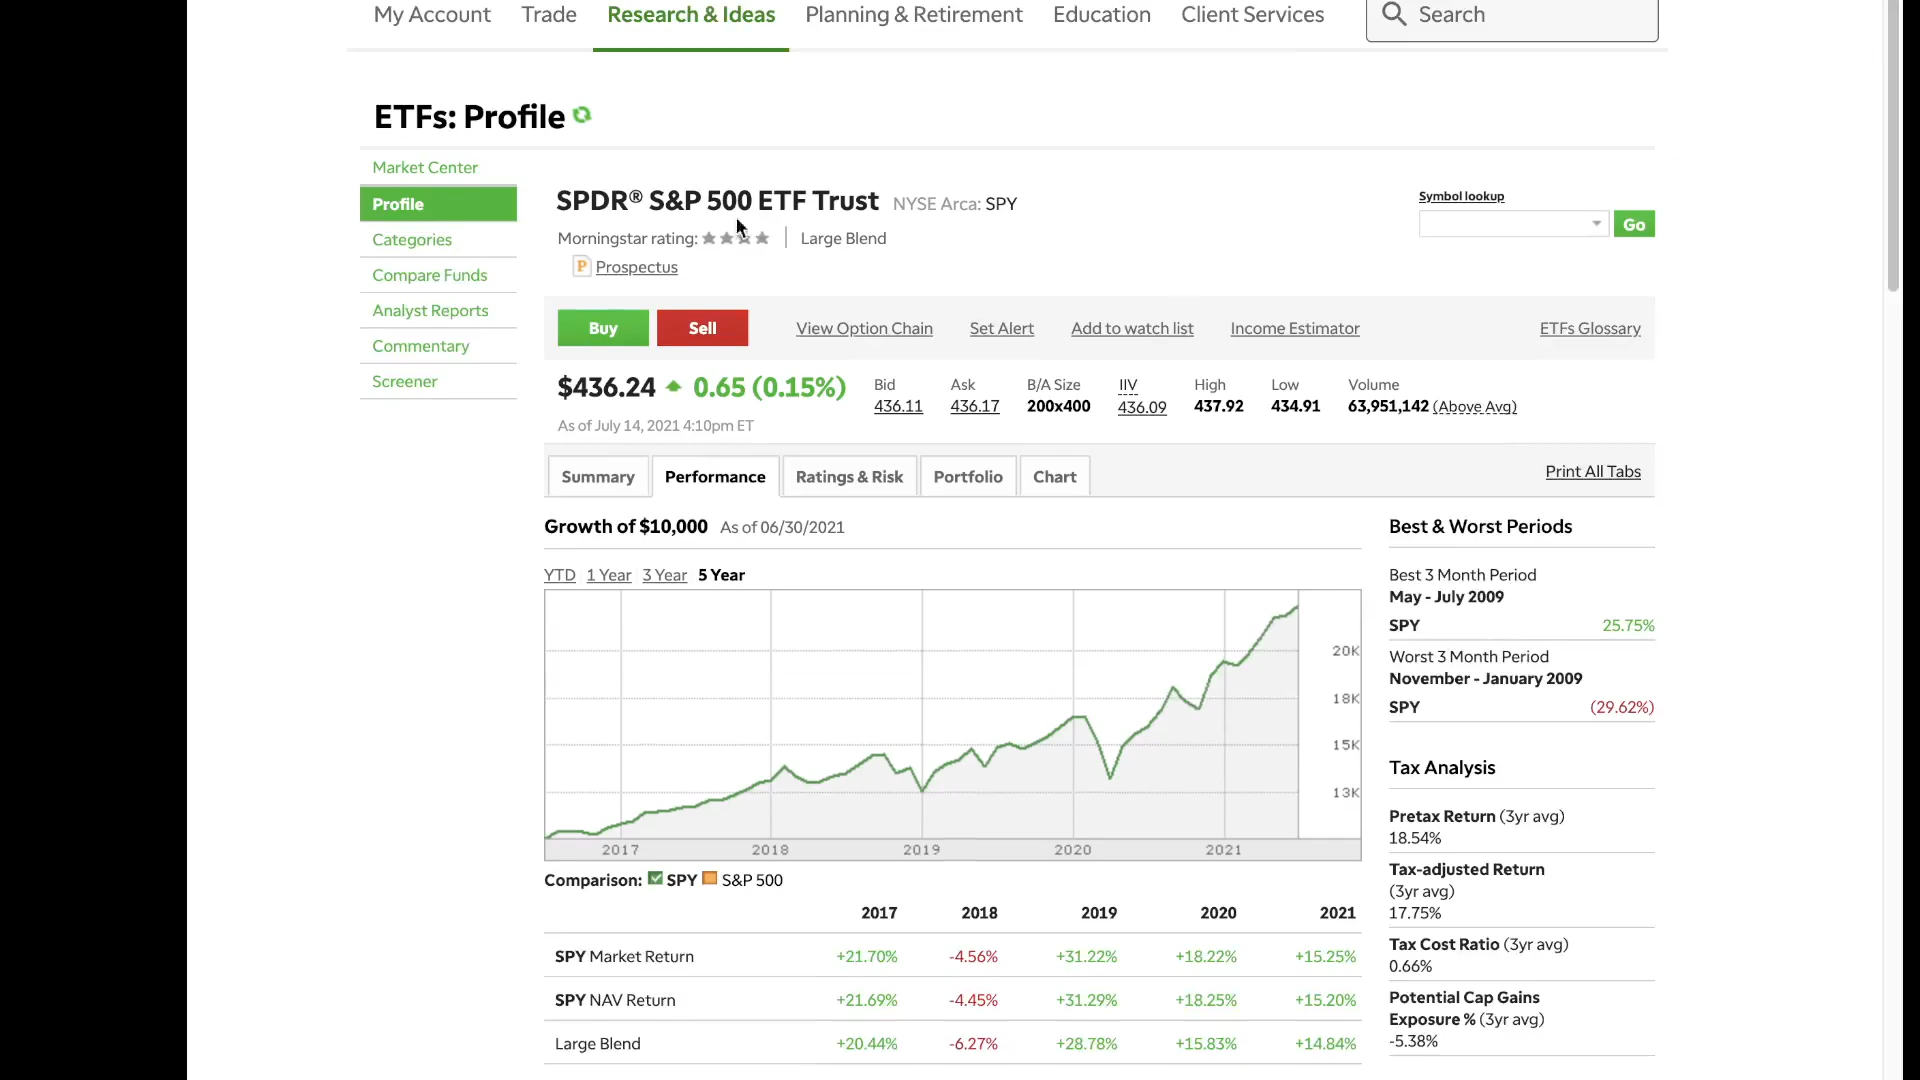 My Account Trade Research & Ideas Planning & Retirement Education Client Services Search
ETFs: Profile
Market Center
Profile
Categories
Compare Funds
Analyst Reports
Commentary
Screener
SPDR® S&P 500 ETF Trust NYSE Arca: SPY
Morningstar rating: Large Blend
P Prospectus
Symbol lookup
Go
Buy Sell View Option Chain Set Alert Add to watch list Income Estimator ETFs Glossary
$436.24 0.65 (0.15%)
As of July 14, 2021 4:10pm ET
Bid Ask B/A Size IIV High Low Volume
436.11 436.17 200x400 436.09 437.92 434.91 63,951,142 (Above Avg)
Summary Performance Ratings & Risk Portfolio Chart Print All Tabs
Growth of $10,000 As of 06/30/2021
YTD 1 Year 3 Year 5 Year
20K
18K
15K
13K
2017 2018 2019 2020 2021
Comparison: SPY S&P 500
2017 2018 2019 2020 2021
SPY Market Return +21.70% -4.56% +31.22% +18.22% +15.25%
SPY NAV Return +21.69% -4.45% +31.29% +18.25% +15.20%
Large Blend +20.44% -6.27% +28.78% +15.83% +14.84%
Best & Worst Periods
Best 3 Month Period
May - July 2009
SPY 25.75%
Worst 3 Month Period
November - January 2009
SPY (29.62%)
Tax Analysis
Pretax Return (3yr avg)
18.54%
Tax-adjusted Return
(3yr avg)
17.75%
Tax Cost Ratio (3yr avg)
0.66%
Potential Cap Gains
Exposure % (3yr avg)
-5.38%